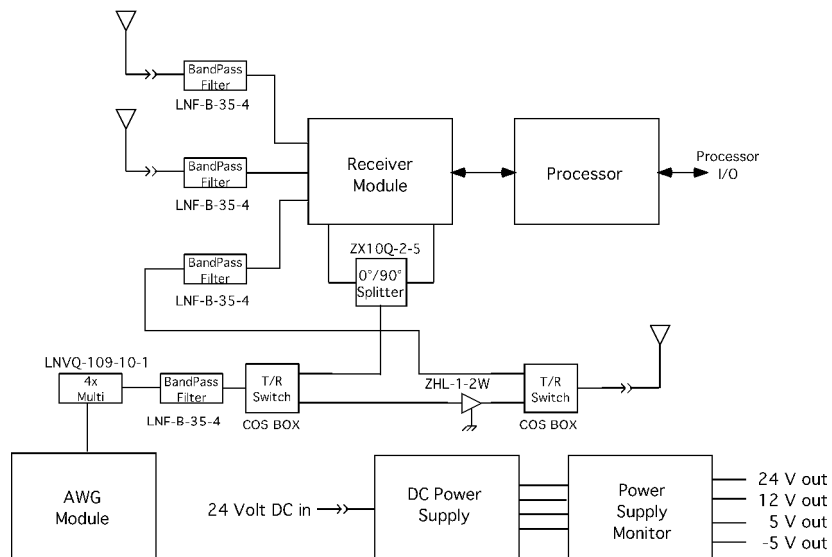 BandPass
Filter
LNF-B-35-4
BandPass
Filter
LNF-B-35-4
Receiver
Module
Processor
Processor
I/O
BandPass
Filter
LNF-B-35-4
ZX10Q-2-5
0°/90°
Splitter
LNVQ-109-10-1
4x
Multi
BandPass
Filter
LNF-B-35-4
T/R
Switch
COS BOX
ZHL-1-2W
T/R
Switch
COS BOX
AWG
Module
24 Volt DC in
DC Power
Supply
Power
Supply
Monitor
24 V out
12 V out
5 V out
-5 V out